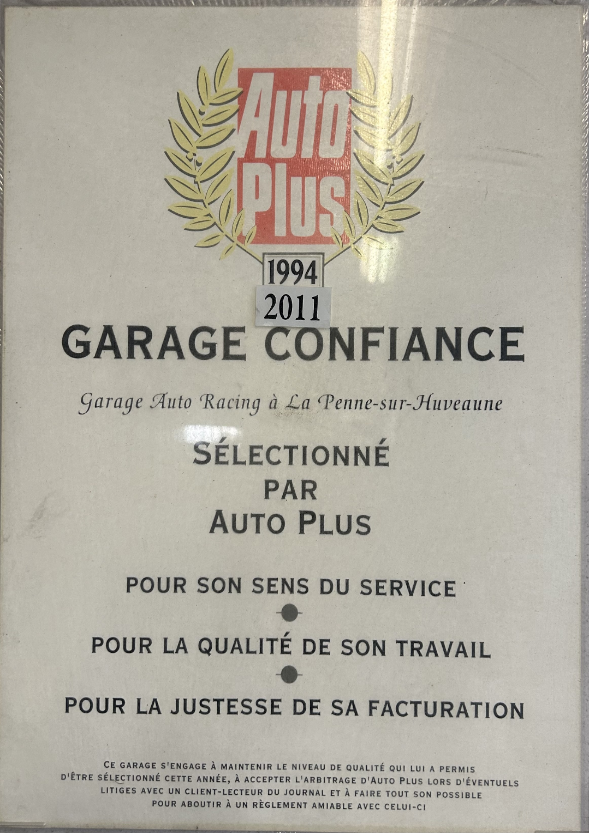 Auto
Plus
1994
2011
GARAGE CONFIANCE
Garage Auto Racing à La Penne-sur-Huveaune
SÉLECTIONNÉ
PAR
AUTO PLUS
POUR SON SENS DU SERVICE
POUR LA QUALITÉ DE SON TRAVAIL
POUR LA JUSTESSE DE SA FACTURATION
CE GARAGE S'ENGAGE À MAINTENIR LE NIVEAU DE QUALITÉ QUI LUI A PERMIS
D'ÊTRE SÉLECTIONNÉ CETTE ANNÉE, À ACCEPTER L'ARBITRAGE D'AUTO PLUS LORS D'ÉVENTUELS
LITIGES AVEC UN CLIENT-LECTEUR DU JOURNAL ET À FAIRE TOUT SON POSSIBLE
POUR ABOUTIR À UN RÈGLEMENT AMIABLE AVEC CELUI-CI